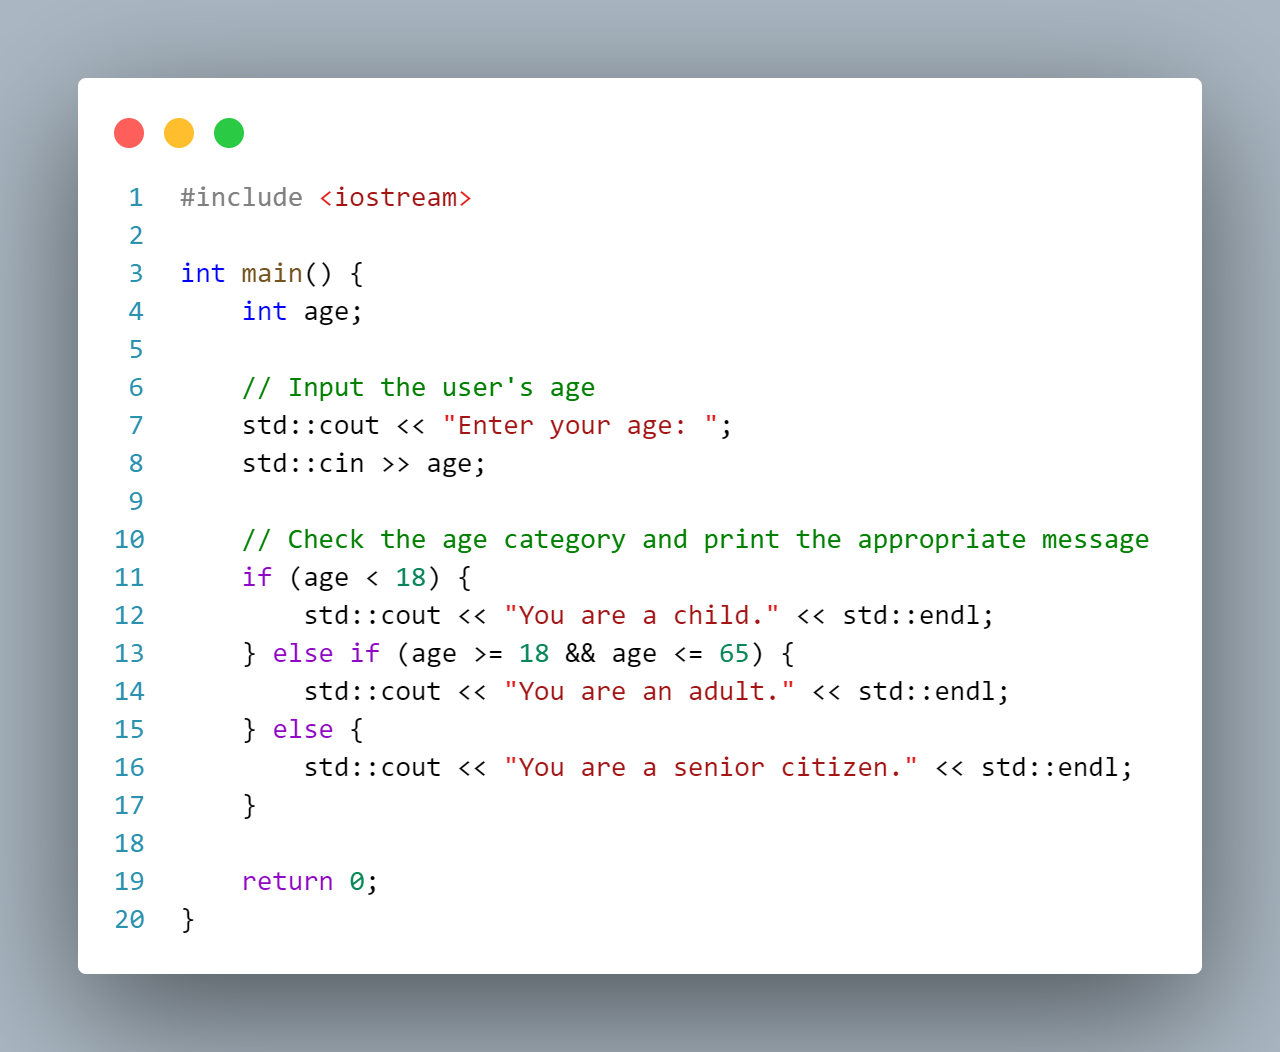 1 #include <iostream>
2
3 int main() {
4     int age;
5
6     // Input the user's age
7     std::cout << "Enter your age: ";
8     std::cin >> age;
9
10     // Check the age category and print the appropriate message
11     if (age < 18) {
12         std::cout << "You are a child." << std::endl;
13     } else if (age >= 18 && age <= 65) {
14         std::cout << "You are an adult." << std::endl;
15     } else {
16         std::cout << "You are a senior citizen." << std::endl;
17     }
18
19     return 0;
20 }